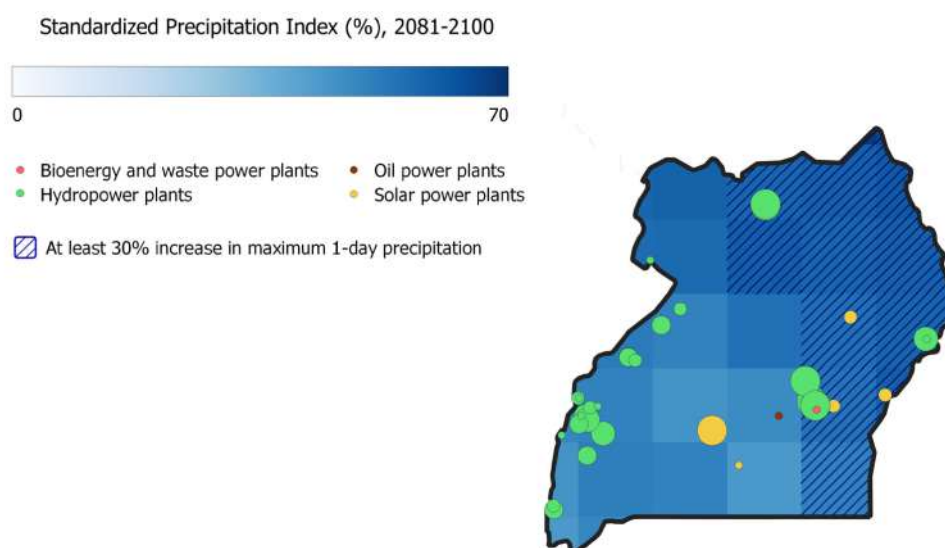 Standardized Precipitation Index (%), 2081-2100
0 70
Bioenergy and waste power plants
Oil power plants
Hydropower plants
Solar power plants
At least 30% increase in maximum 1-day precipitation